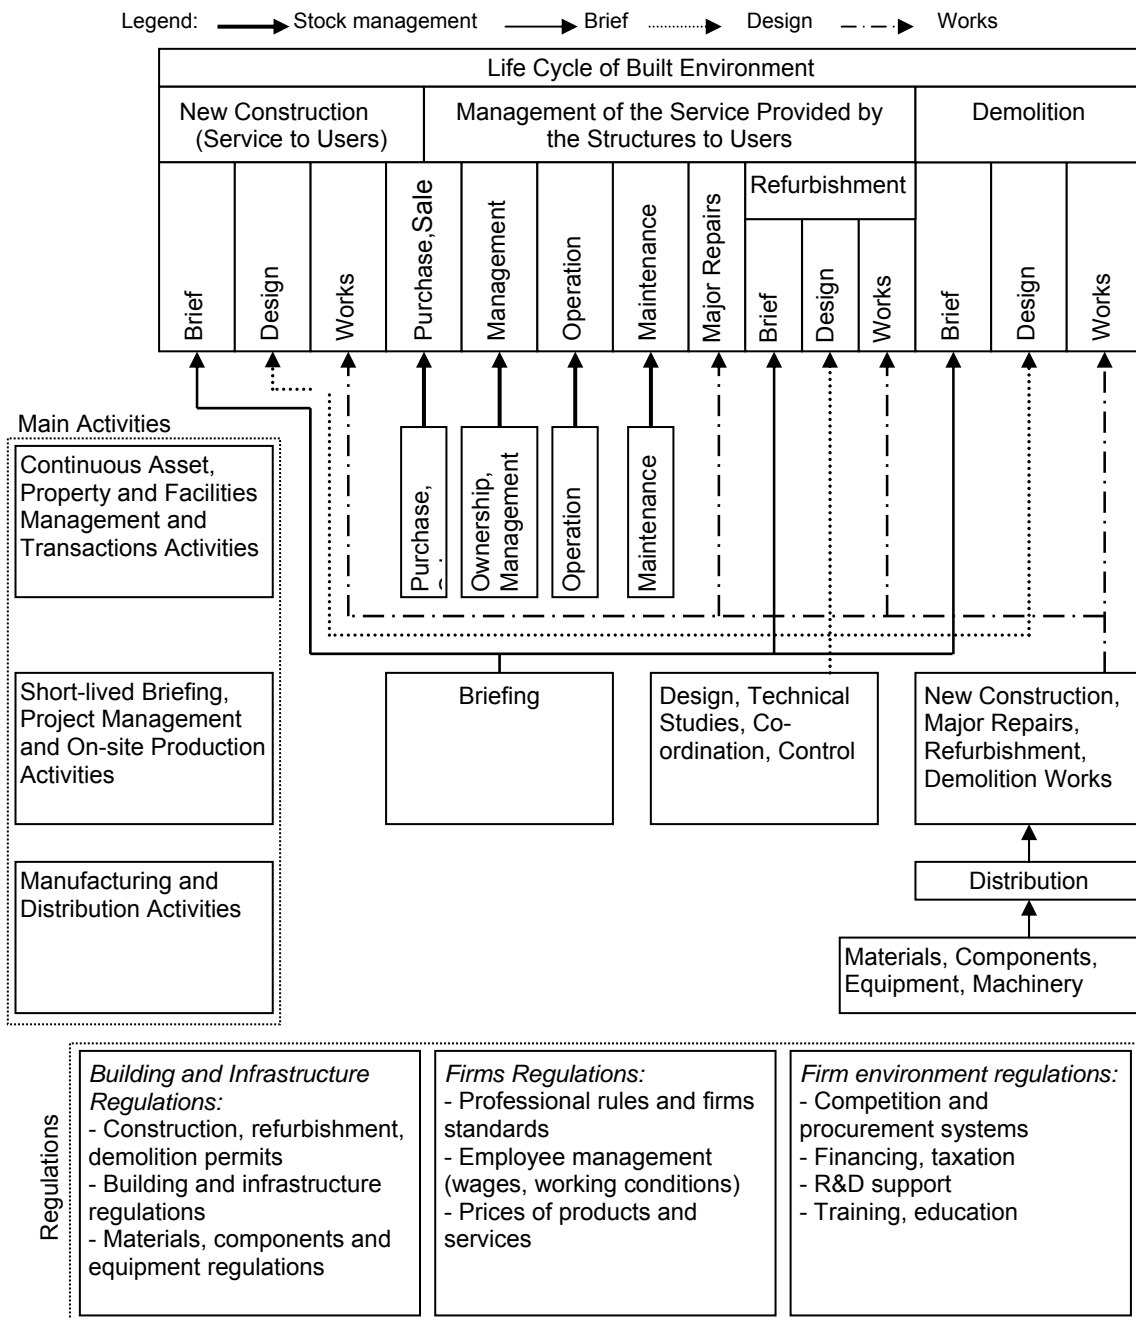 Legend: Stock management Brief Design Works
Life Cycle of Built Environment
New Construction
(Service to Users)
Management of the Service Provided by
the Structures to Users
Demolition
Brief
Design
Works
Purchase,Sale
Management
Operation
Maintenance
Major Repairs
Refurbishment
Brief
Design
Works
Brief
Design
Works
Main Activities
Continuous Asset,
Property and Facilities
Management and
Transactions Activities
Purchase,
Ownership,
Management
Operation
Maintenance
Short-lived Briefing,
Project Management
and On-site Production
Activities
Briefing
Design, Technical
Studies, Co-
ordination, Control
New Construction,
Major Repairs,
Refurbishment,
Demolition Works
Manufacturing and
Distribution Activities
Distribution
Materials, Components,
Equipment, Machinery
Regulations
Building and Infrastructure
Regulations:
- Construction, refurbishment,
demolition permits
- Building and infrastructure
regulations
- Materials, components and
equipment regulations
Firms Regulations:
- Professional rules and firms
standards
- Employee management
(wages, working conditions)
- Prices of products and
services
Firm environment regulations:
- Competition and
procurement systems
- Financing, taxation
- R&D support
- Training, education